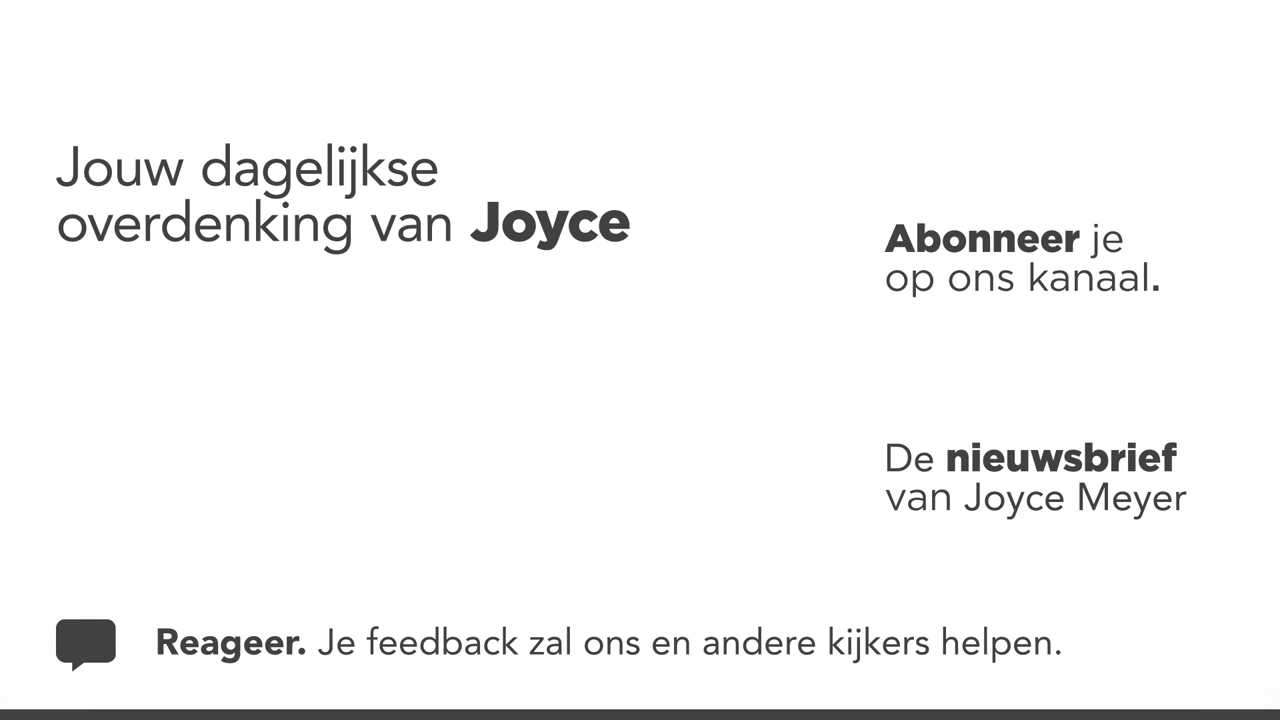 Jouw dagelijkse
overdenking van Joyce
Abonneer je
op ons kanaal.
De nieuwsbrief
van Joyce Meyer
Reageer. Je feedback zal ons en andere kijkers helpen.